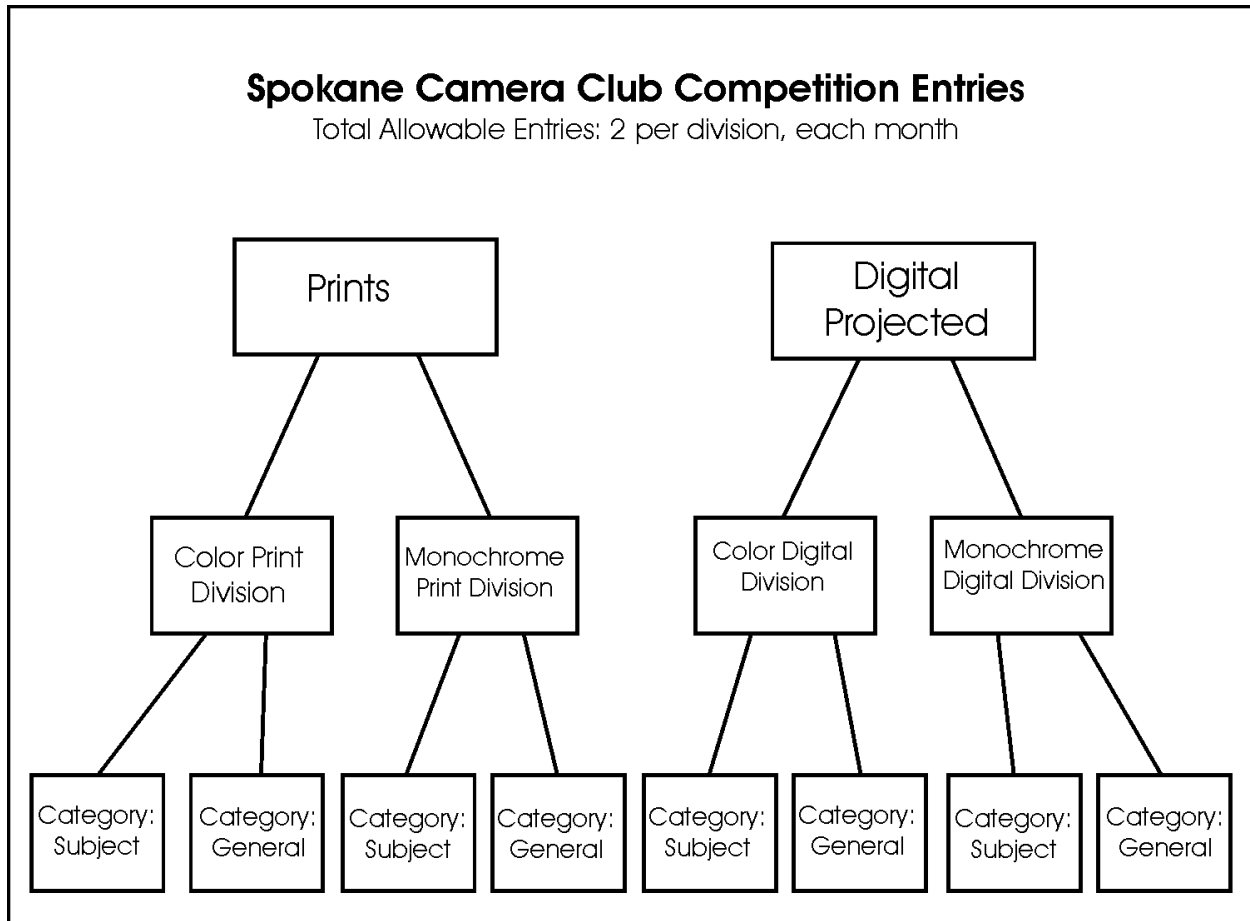 Spokane Camera Club Competition Entries
Total Allowable Entries: 2 per division, each month
Prints
Digital
Projected
Color Print
Division
Monochrome
Print Division
Color Digital
Division
Monochrome
Digital Division
Category:
Subject
Category:
General
Category:
Subject
Category:
General
Category:
Subject
Category:
General
Category:
Subject
Category:
General